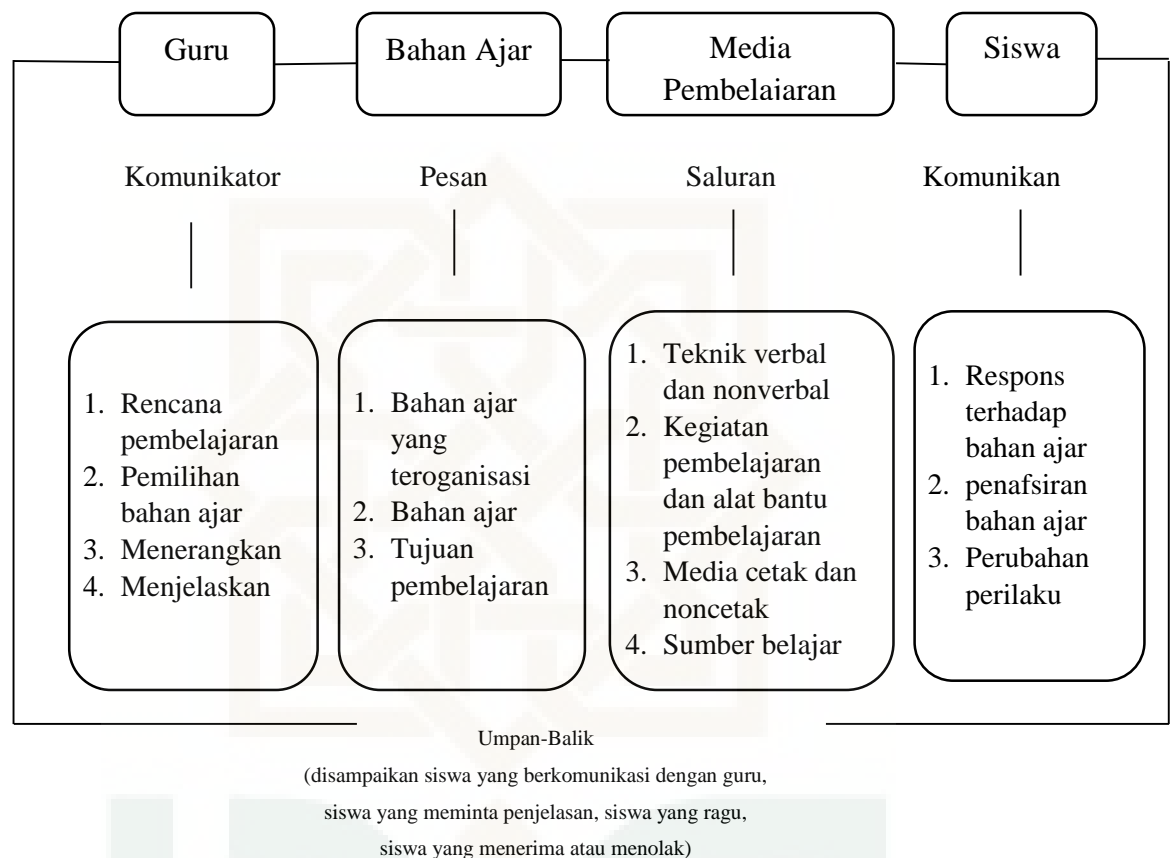 Guru
Bahan Ajar
Media
Pembelajaran
Siswa
Komunikator
Pesan
Saluran
Komunikan
1. Rencana
pembelajaran
2. Pemilihan
bahan ajar
3. Menerangkan
4. Menjelaskan
1. Bahan ajar
yang
teroganisasi
2. Bahan ajar
3. Tujuan
pembelajaran
1. Teknik verbal
dan nonverbal
2. Kegiatan
pembelajaran
dan alat bantu
pembelajaran
3. Media cetak dan
noncetak
4. Sumber belajar
1. Respons
terhadap
bahan ajar
2. penafsiran
bahan ajar
3. Perubahan
perilaku
Umpan-Balik
(disampaikan siswa yang berkomunikasi dengan guru,
siswa yang meminta penjelasan, siswa yang ragu,
siswa yang menerima atau menolak)